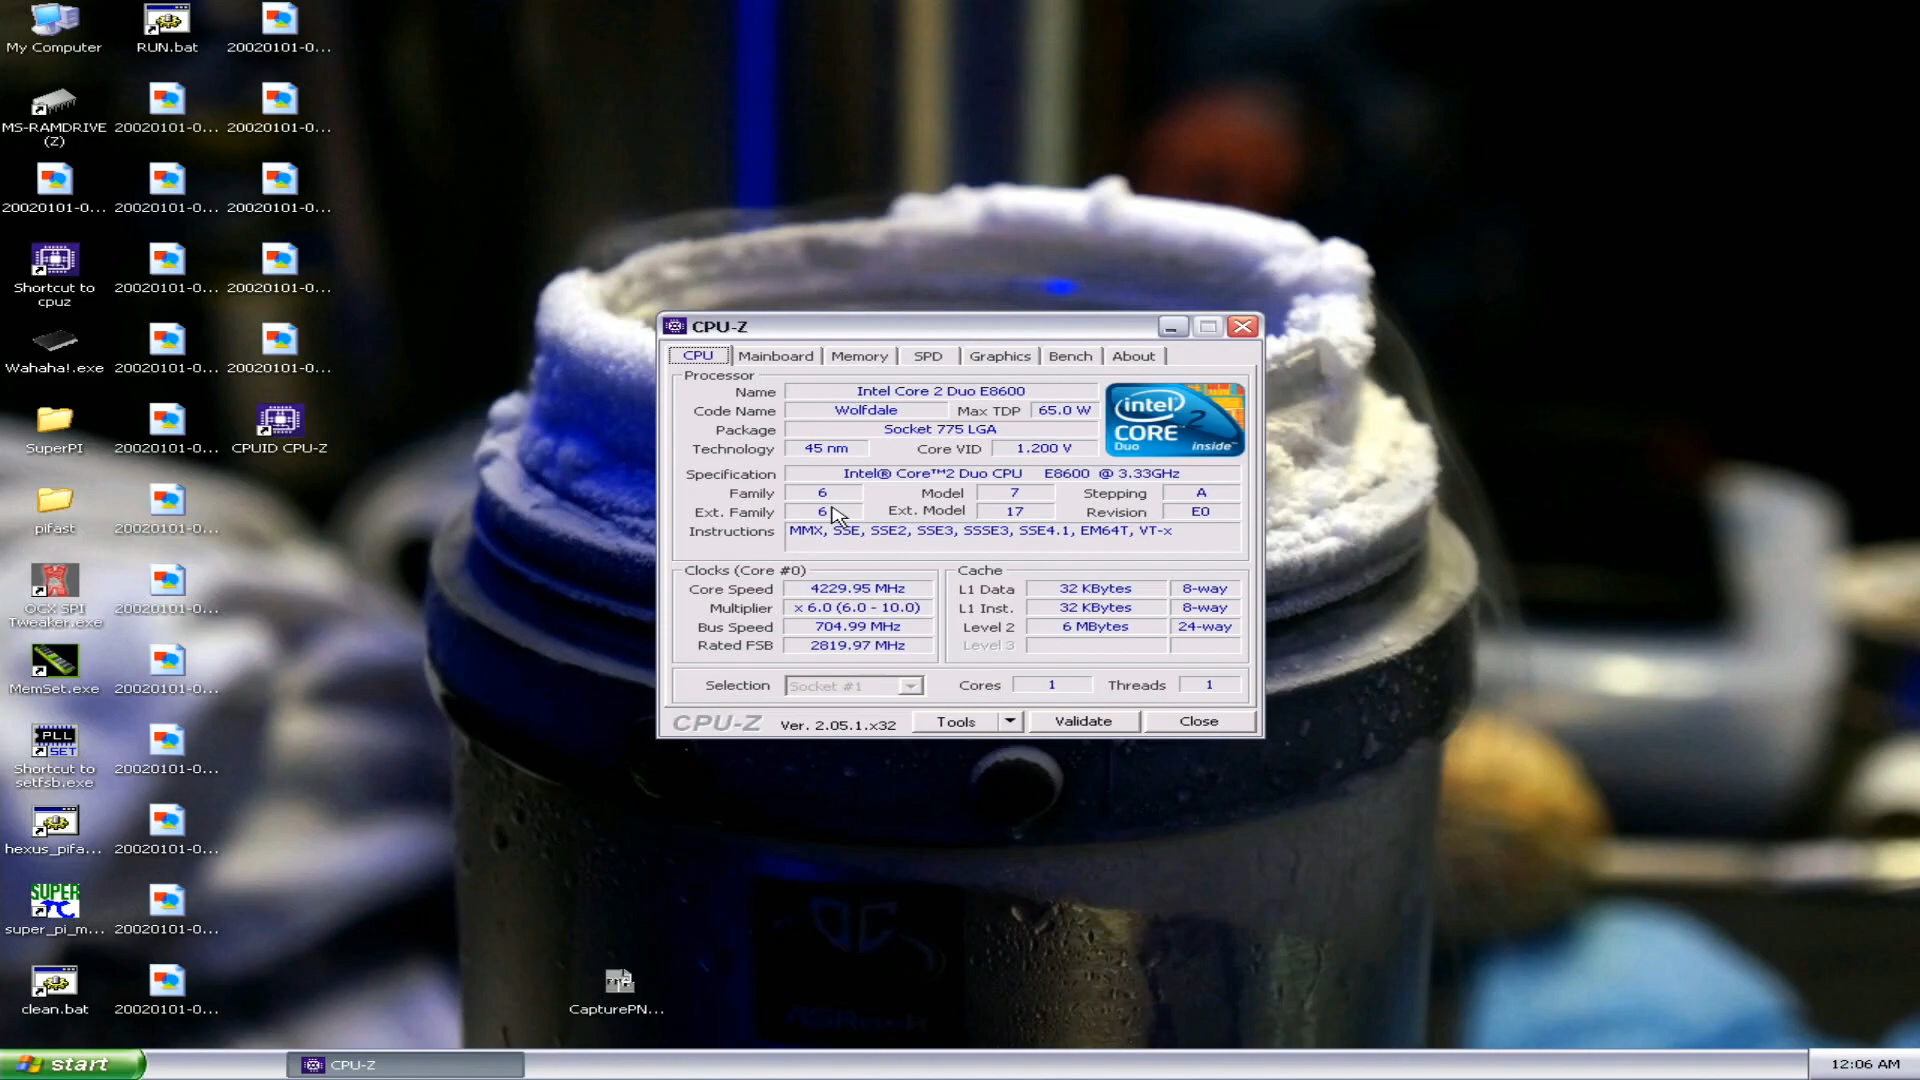 My Computer
RUN.bat
20020101-0...
MS-RAMDRIVE
(Z)
20020101-0...
20020101-0...
20020101-0...
20020101-0...
20020101-0...
Shortcut to
cpuz
20020101-0...
20020101-0...
Wahaha!.exe
20020101-0...
20020101-0...
SuperPI
20020101-0...
CPUID CPU-Z
pifast
20020101-0...
OCX SPI
Tweaker.exe
20020101-0...
MemSet.exe
20020101-0...
PLL
SET
Shortcut to
setfsb.exe
20020101-0...
hexus_pifa...
20020101-0...
SUPER
super_pi_m...
20020101-0...
clean.bat
20020101-0...
CapturePN...
CPU-Z
CPU Mainboard Memory SPD Graphics Bench About
Processor
Name Intel Core 2 Duo E8600
Code Name Wolfdale Max TDP 65.0 W
Package Socket 775 LGA
Technology 45 nm Core VID 1.200 V
intel
CORE 2
Duo inside™
Specification Intel® Core™2 Duo CPU E8600 @ 3.33GHz
Family 6 Model 7 Stepping A
Ext. Family 6 Ext. Model 17 Revision E0
Instructions MMX, SSE, SSE2, SSE3, SSSE3, SSE4.1, EM64T, VT-x
Clocks (Core #0)
Core Speed 4229.95 MHz
Multiplier x 6.0 (6.0 - 10.0)
Bus Speed 704.99 MHz
Rated FSB 2819.97 MHz
Cache
L1 Data 32 KBytes 8-way
L1 Inst. 32 KBytes 8-way
Level 2 6 MBytes 24-way
Level 3
Selection Socket #1 Cores 1 Threads 1
CPU-Z Ver. 2.05.1.x32 Tools Validate Close
start
CPU-Z
12:06 AM